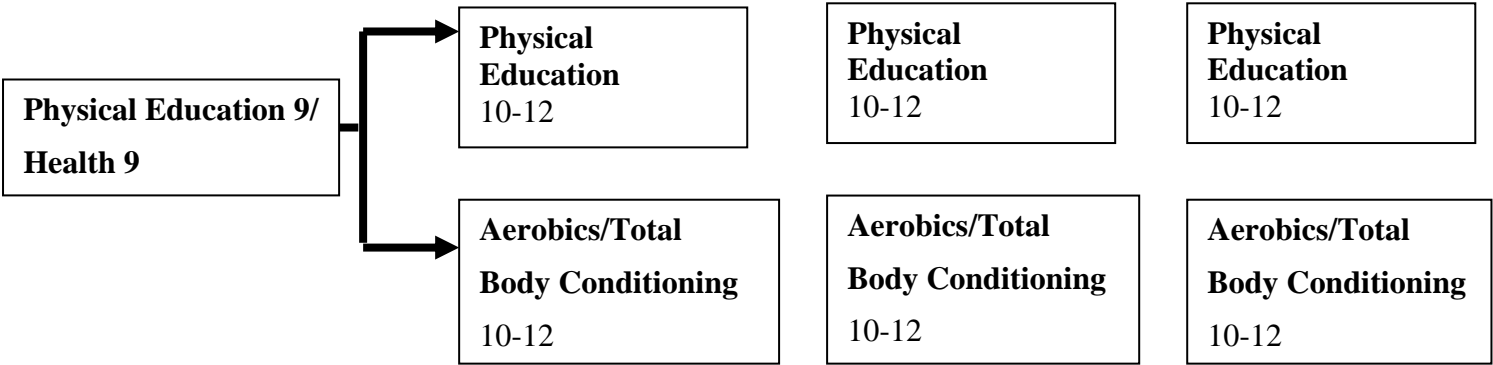 Physical Education 9/
Health 9
Physical
Education
10-12
Physical
Education
10-12
Physical
Education
10-12
Aerobics/Total
Body Conditioning
10-12
Aerobics/Total
Body Conditioning
10-12
Aerobics/Total
Body Conditioning
10-12